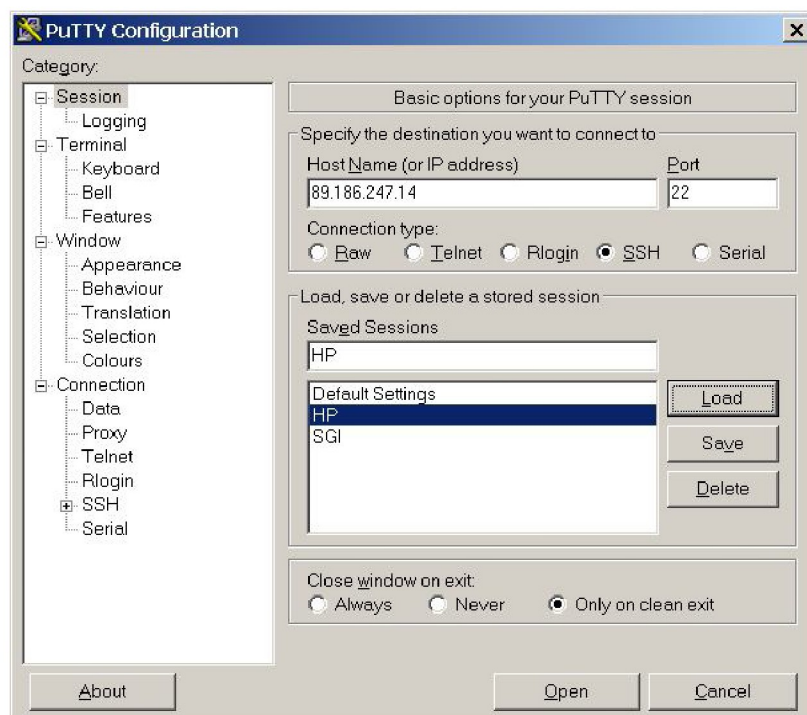 PuTTY Configuration
Category:
Session
Logging
Terminal
Keyboard
Bell
Features
Window
Appearance
Behaviour
Translation
Selection
Colours
Connection
Data
Proxy
Telnet
Rlogin
SSH
Serial
Basic options for your PuTTY session
Specify the destination you want to connect to
Host Name (or IP address) Port
89.186.247.14 22
Connection type:
Raw Telnet Rlogin SSH Serial
Load, save or delete a stored session
Saved Sessions
HP
Default Settings
HP
SGI
Load
Save
Delete
Close window on exit:
Always Never Only on clean exit
About Open Cancel